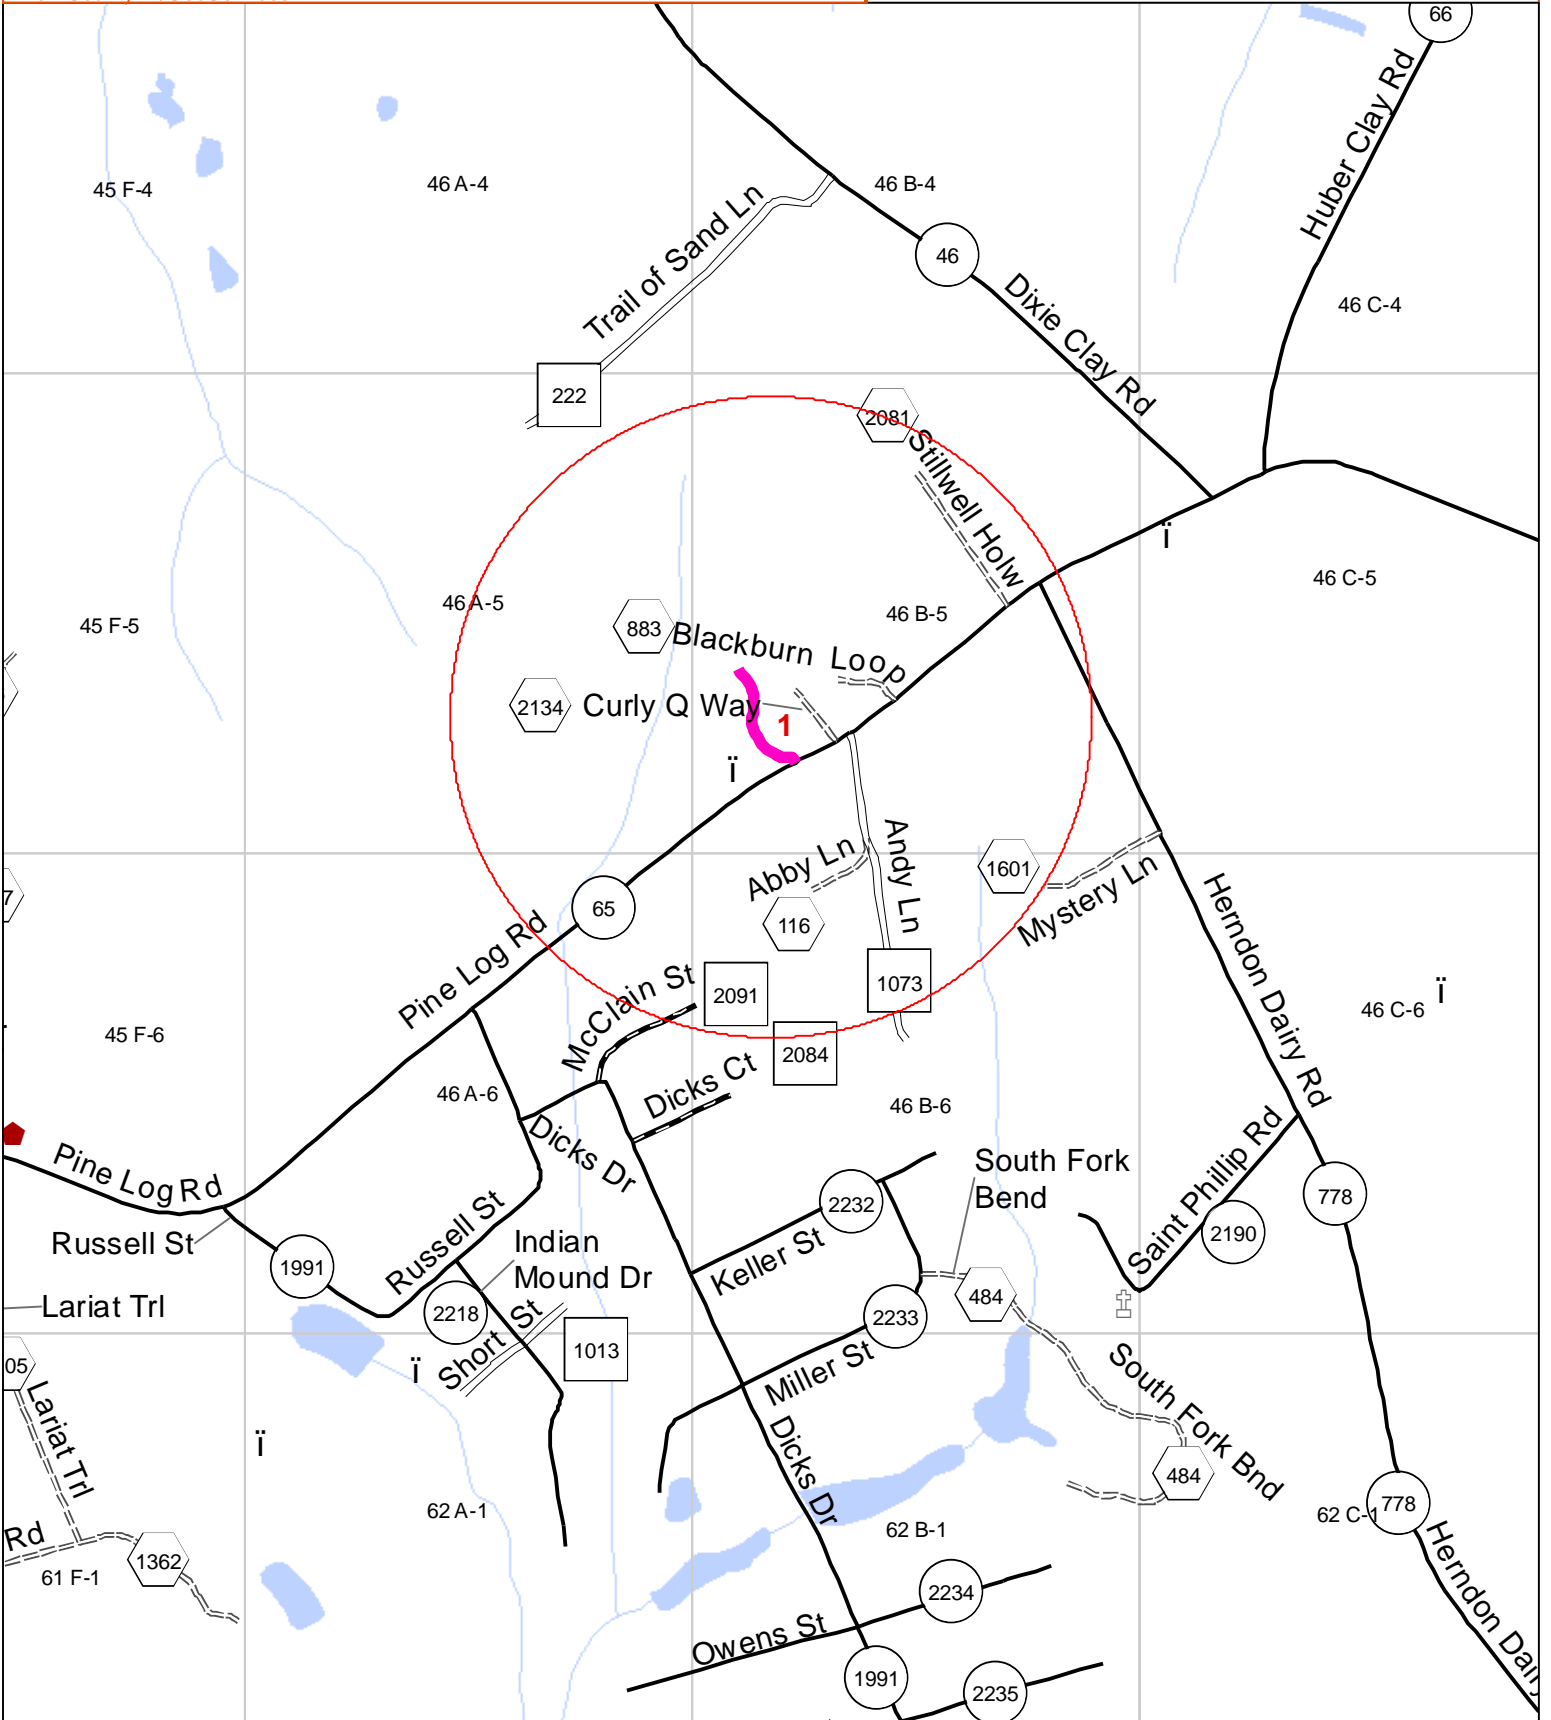 66
Huber Clay Rd
45 F-4
46 A-4
46 B-4
Trail of Sand Ln
46
Dixie Clay Rd
46 C-4
222
2081
Stillwell Holw
ï
46 C-5
46 A-5
45 F-5
883
Blackburn Loop
46 B-5
2134
Curly Q Way
1
ï
Abby Ln
Andy Ln
1601
Mystery Ln
7
65
116
Herndon Dairy Rd
Pine Log Rd
McClain St
2091
1073
46 C-6
ï
45 F-6
2084
46 A-6
Dicks Ct
46 B-6
Dicks Dr
Pine Log Rd
South Fork
Bend
Saint Phillip Rd
778
2232
2190
Russell St
Russell St
Indian
Mound Dr
Keller St
1991
484
Lariat Trl
2218
2233
Short St
1013
Miller St
05
ï
South Fork Bnd
Lariat Trl
ï
Dicks Dr
484
62 A-1
62 B-1
62 C-1
778
Rd
1362
61 F-1
Herndon Dairy
2234
Owens St
1991
2235